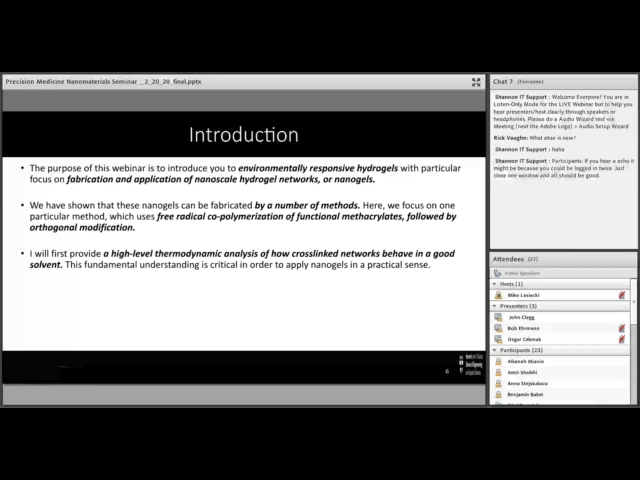 Precision Medicine Nanomaterials Seminar__2_20_20_final.pptx
Introduction
• The purpose of this webinar is to introduce you to environmentally responsive hydrogels with particular
focus on fabrication and application of nanoscale hydrogel networks, or nanogels.
• We have shown that these nanogels can be fabricated by a number of methods. Here, we focus on one
particular method, which uses free radical co-polymerization of functional methacrylates, followed by
orthogonal modification.
• I will first provide a high-level thermodynamic analysis of how crosslinked networks behave in a good
solvent. This fundamental understanding is critical in order to apply nanogels in a practical sense.
6
Chat 7 (Everyone)
Shannon IT Support : Welcome Everyone! You are in
Listen-Only Mode for the LIVE Webinar but to help you
hear presenters/host clearly through speakers or
headphones. Please do a Audio Wizard test via
Meeting (next the Adobe Logo) > Audio Setup Wizard
Rick Vaughn: What else is new?
Shannon IT Support : haha
Shannon IT Support : Participants: If you hear a echo it
might be because you could be logged in twice. Just
close one window and all should be good.
Attendees (27)
Active Speakers
Hosts (1)
Mike Lesiecki
Presenters (3)
John Clegg
Bob Ehrmann
Ozgur Cakmak
Participants (23)
Amir Sheikhi
Anna Stejskalova
Benjamin Babst